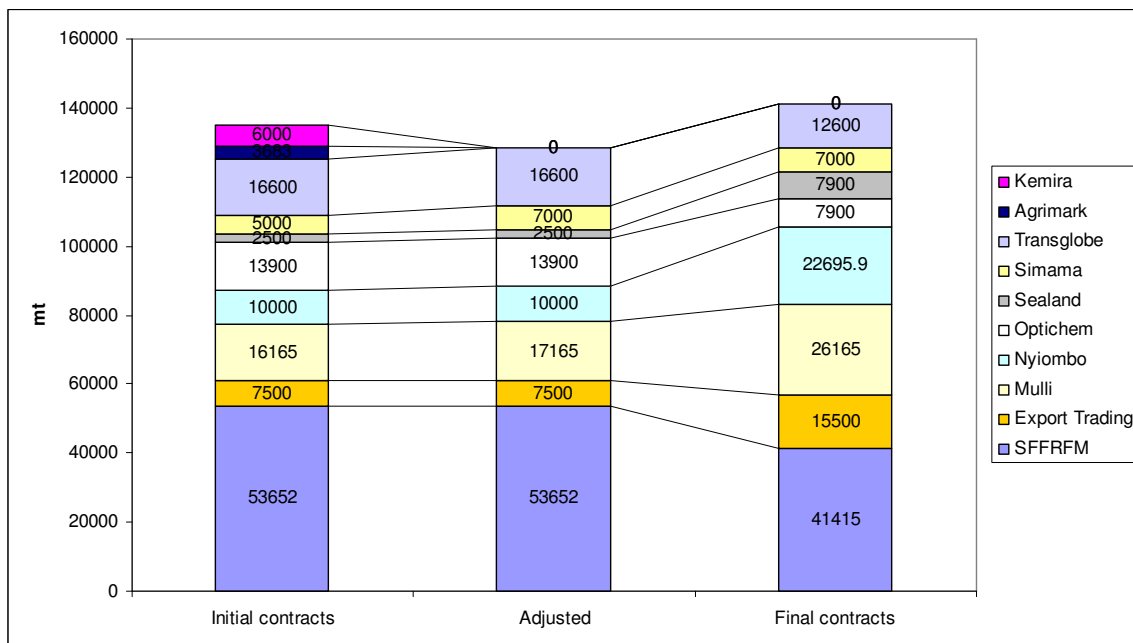 160000
140000
120000
100000
80000
60000
40000
20000
0
mt
6000
3683
16600
5000
2500
13900
10000
16165
7500
53652
0
16600
7000
2500
13900
10000
17165
7500
53652
0
12600
7000
7900
7900
22695.9
26165
15500
41415
Initial contracts
Adjusted
Final contracts
Kemira
Agrimark
Transglobe
Simama
Sealand
Optichem
Nyiombo
Mulli
Export Trading
SFFRFM